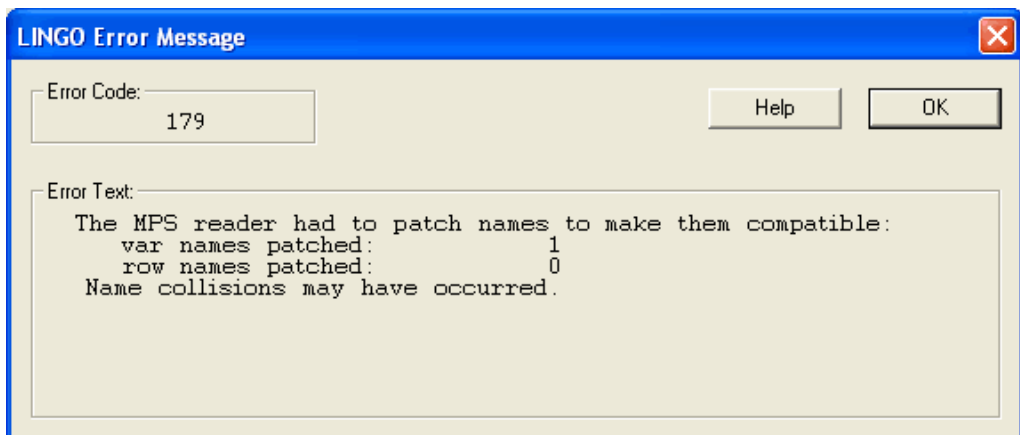 LINGO Error Message
Error Code:
179
Help
OK
Error Text:
The MPS reader had to patch names to make them compatible:
var names patched: 1
row names patched: 0
Name collisions may have occurred.